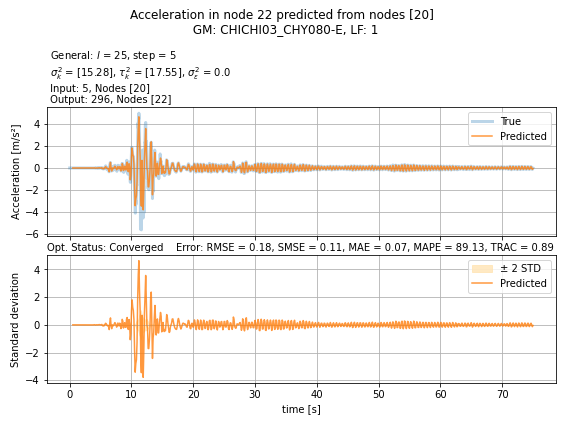 Acceleration in node 22 predicted from nodes [20]
GM: CHICHI03_CHY080-E, LF: 1
General: l = 25, step = 5
σ²ₖ = [15.28], τ²ₖ = [17.55], σ²ε = 0.0
Input: 5, Nodes [20]
Output: 296, Nodes [22]
True
Predicted
Acceleration [m/s²]
4
2
0
−2
−4
−6
Opt. Status: Converged Error: RMSE = 0.18, SMSE = 0.11, MAE = 0.07, MAPE = 89.13, TRAC = 0.89
± 2 STD
Predicted
Standard deviation
4
2
0
−2
−4
0 10 20 30 40 50 60 70
time [s]